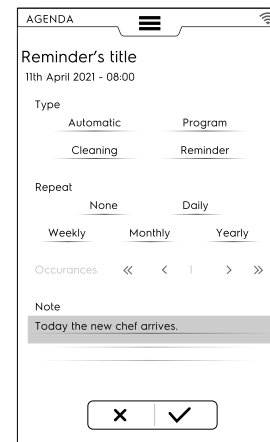 AGENDA
Reminder's title
11th April 2021 - 08:00
Type
Automatic Program
Cleaning Reminder
Repeat
None Daily
Weekly Monthly Yearly
Occurances « < 1 > »
Note
Today the new chef arrives.